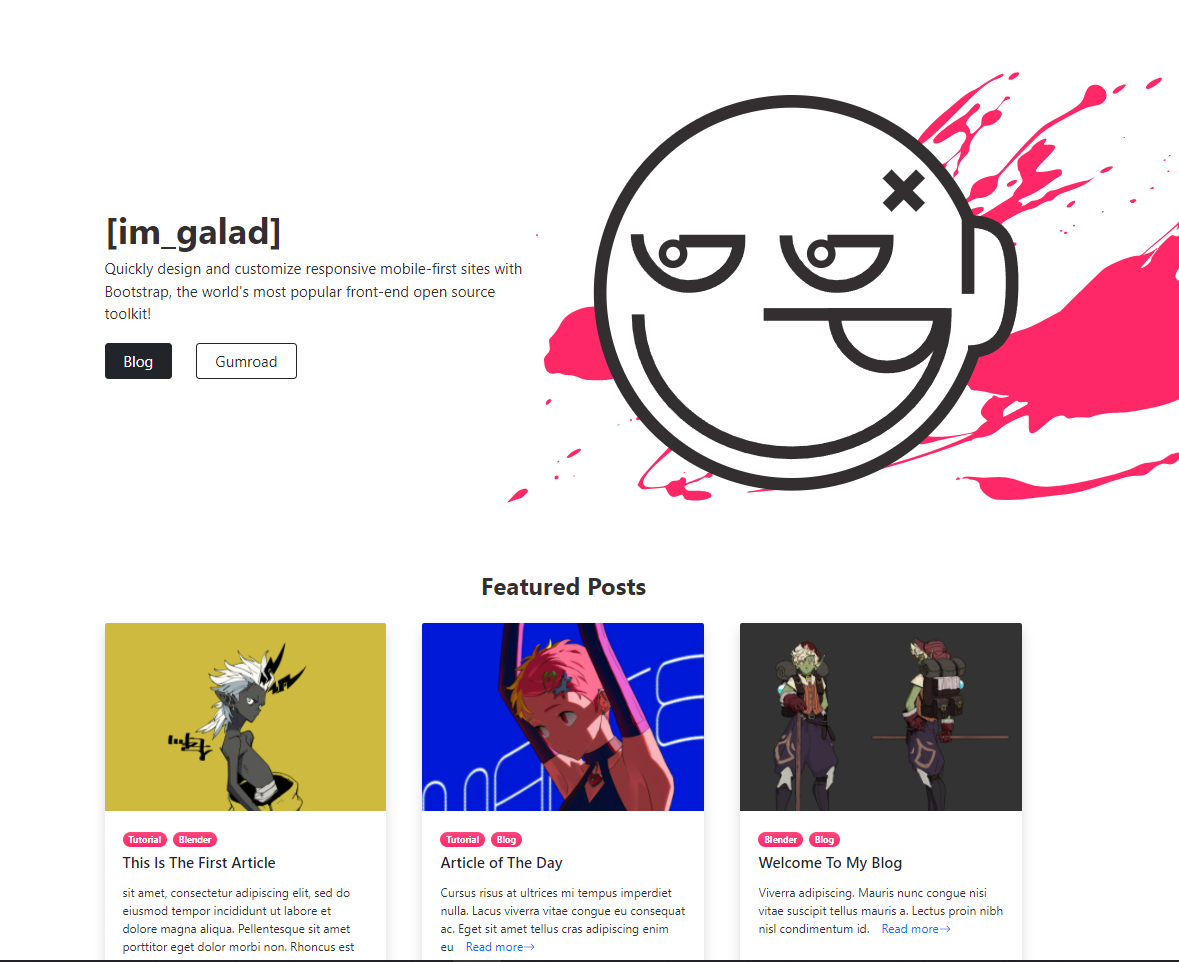 [im_galad]
Quickly design and customize responsive mobile-first sites with
Bootstrap, the world's most popular front-end open source
toolkit!
Blog Gumroad
Featured Posts
Tutorial Blender
This Is The First Article
sit amet, consectetur adipiscing elit, sed do
eiusmod tempor incididunt ut labore et
dolore magna aliqua. Pellentesque sit amet
porttitor eget dolor morbi non. Rhoncus est
Tutorial Blog
Article of The Day
Cursus risus at ultrices mi tempus imperdiet
nulla. Lacus viverra vitae congue eu consequat
ac. Eget sit amet tellus cras adipiscing enim
eu Read more→
Blender Blog
Welcome To My Blog
Viverra adipiscing. Mauris nunc congue nisi
vitae suscipit tellus mauris a. Lectus proin nibh
nisl condimentum id. Read more→